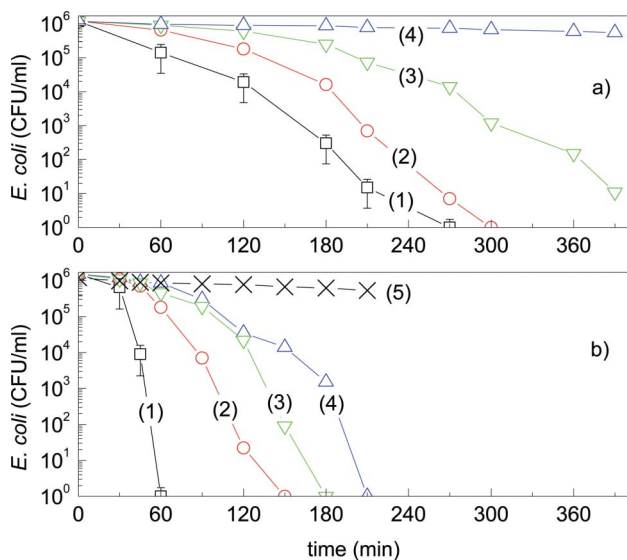 10⁶
10⁵
10⁴
10³
10²
10¹
10⁰
E. coli (CFU/ml)
(4)
(3)
a)
(2)
(1)
0 60 120 180 240 300 360
10⁶
10⁵
10⁴
10³
10²
10¹
10⁰
E. coli (CFU/ml)
(5)
b)
(1) (2) (3) (4)
0 60 120 180 240 300 360
time (min)